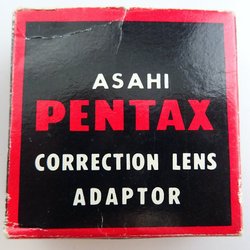 ASAHI
PENTAX
CORRECTION LENS
ADAPTOR